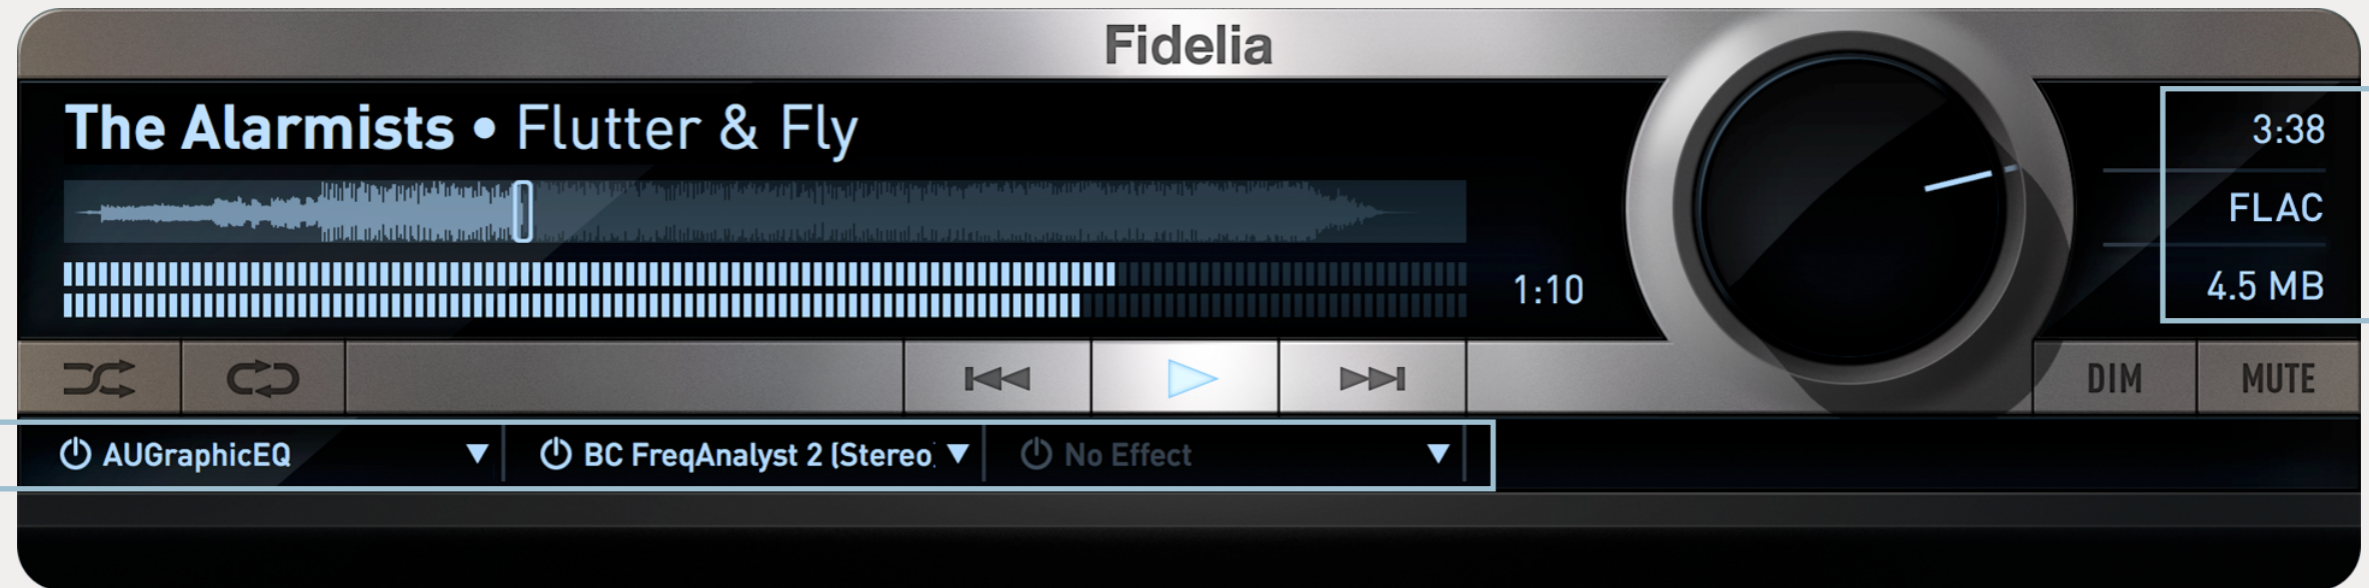 Fidelia
The Alarmists • Flutter & Fly
3:38
FLAC
4.5 MB
1:10
DIM
MUTE
AUGraphicEQ
BC FreqAnalyst 2 (Stereo
No Effect